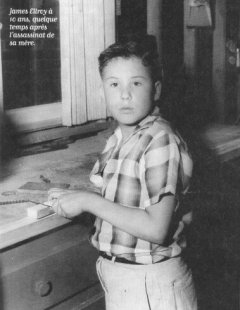 James Ellroy à
10 ans, quelque
temps après
l'assassinat de
sa mère.